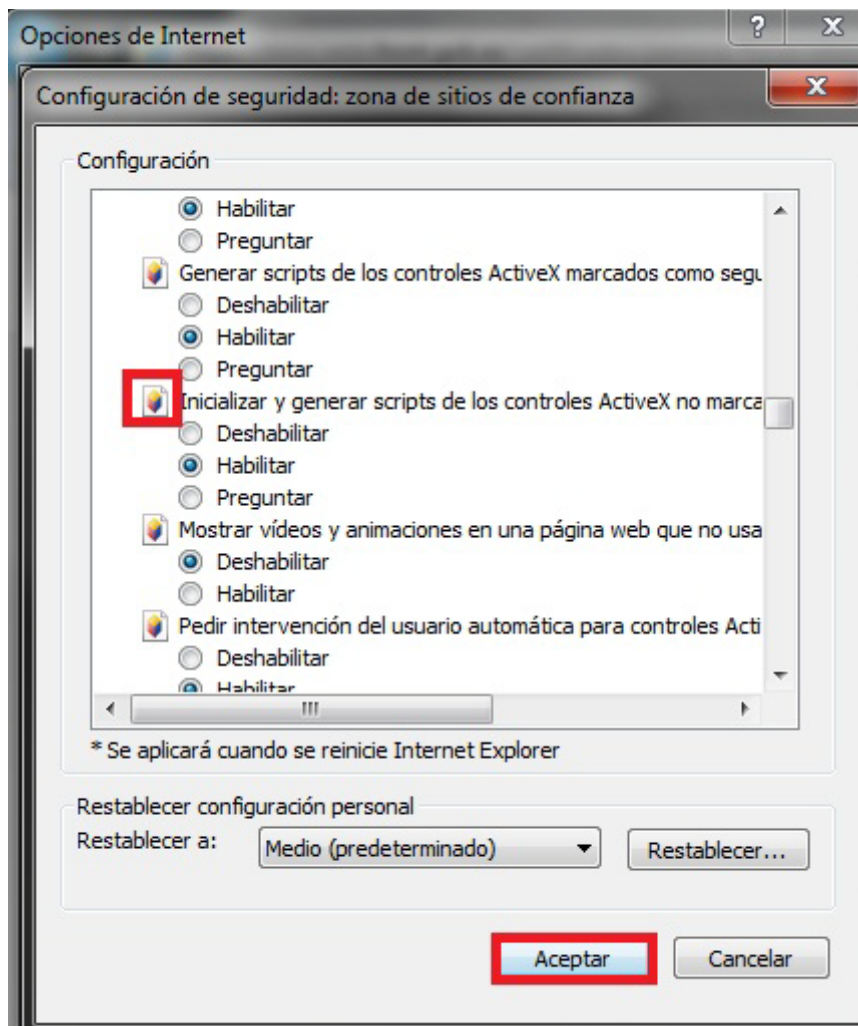 Opciones de Internet
Configuración de seguridad: zona de sitios de confianza
Configuración
Habilitar
Preguntar
Generar scripts de los controles ActiveX marcados como segu
Deshabilitar
Habilitar
Preguntar
Inicializar y generar scripts de los controles ActiveX no marca
Deshabilitar
Habilitar
Preguntar
Mostrar vídeos y animaciones en una página web que no usa
Deshabilitar
Habilitar
Pedir intervención del usuario automática para controles Acti
Deshabilitar
Habilitar
* Se aplicará cuando se reinicie Internet Explorer
Restablecer configuración personal
Restablecer a: Medio (predeterminado) Restablecer...
Aceptar Cancelar